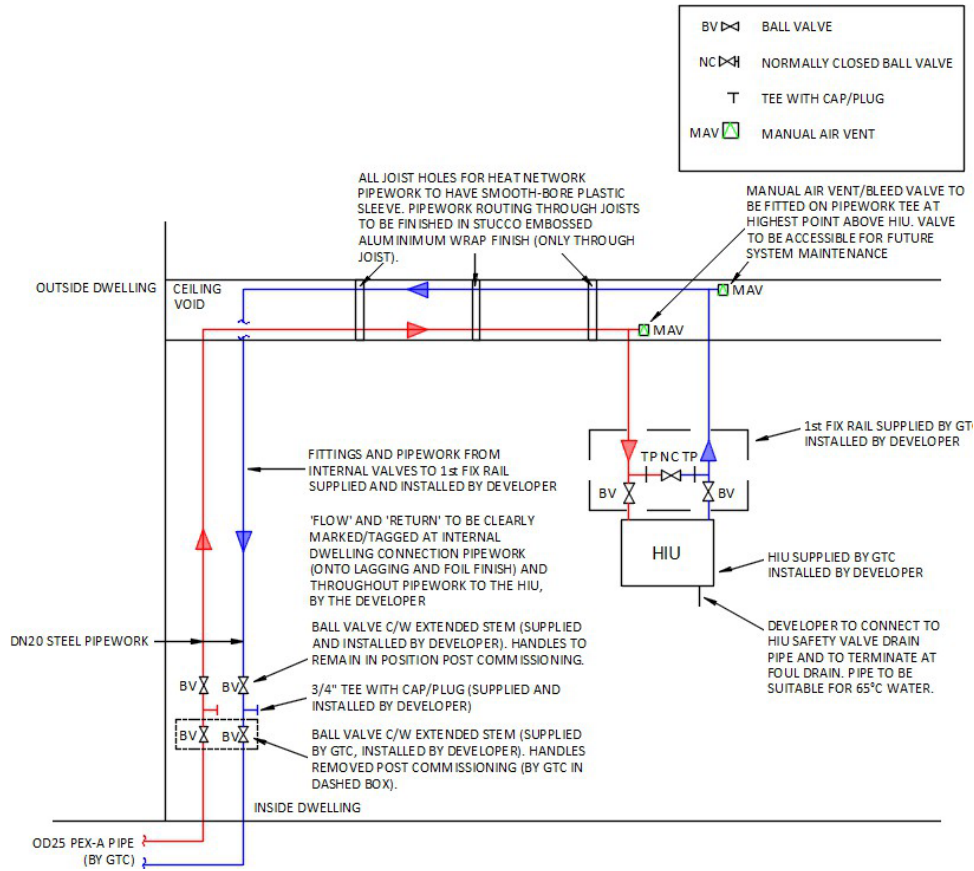 BV BALL VALVE
NC NORMALLY CLOSED BALL VALVE
TEE WITH CAP/PLUG
MAV MANUAL AIR VENT
ALL JOIST HOLES FOR HEAT NETWORK
PIPEWORK TO HAVE SMOOTH-BORE PLASTIC
SLEEVE. PIPEWORK ROUTING THROUGH JOISTS
TO BE FINISHED IN STUCCO EMBOSSED
ALUMINIMUM WRAP FINISH (ONLY THROUGH
JOIST).
MANUAL AIR VENT/BLEED VALVE TO
BE FITTED ON PIPEWORK TEE AT
HIGHEST POINT ABOVE HIU. VALVE
TO BE ACCESSIBLE FOR FUTURE
SYSTEM MAINTENANCE
OUTSIDE DWELLING
CEILING
VOID
MAV
MAV
1st FIX RAIL SUPPLIED BY GTC
INSTALLED BY DEVELOPER
TP NC TP
BV
BV
HIU
FITTINGS AND PIPEWORK FROM
INTERNAL VALVES TO 1st FIX RAIL
SUPPLIED AND INSTALLED BY DEVELOPER
'FLOW' AND 'RETURN' TO BE CLEARLY
MARKED/TAGGED AT INTERNAL
DWELLING CONNECTION PIPEWORK
(ONTO LAGGING AND FOIL FINISH) AND
THROUGHOUT PIPEWORK TO THE HIU,
BY THE DEVELOPER
HIU SUPPLIED BY GTC
INSTALLED BY DEVELOPER
DEVELOPER TO CONNECT TO
HIU SAFETY VALVE DRAIN
PIPE AND TO TERMINATE AT
FOUL DRAIN. PIPE TO BE
SUITABLE FOR 65°C WATER.
DN20 STEEL PIPEWORK
BALL VALVE C/W EXTENDED STEM (SUPPLIED
AND INSTALLED BY DEVELOPER). HANDLES TO
REMAIN IN POSITION POST COMMISSIONING.
BV
BV
3/4" TEE WITH CAP/PLUG (SUPPLIED AND
INSTALLED BY DEVELOPER)
BV
BV
BALL VALVE C/W EXTENDED STEM (SUPPLIED
BY GTC, INSTALLED BY DEVELOPER). HANDLES
REMOVED POST COMMISSIONING (BY GTC IN
DASHED BOX).
INSIDE DWELLING
OD25 PEX-A PIPE
(BY GTC)